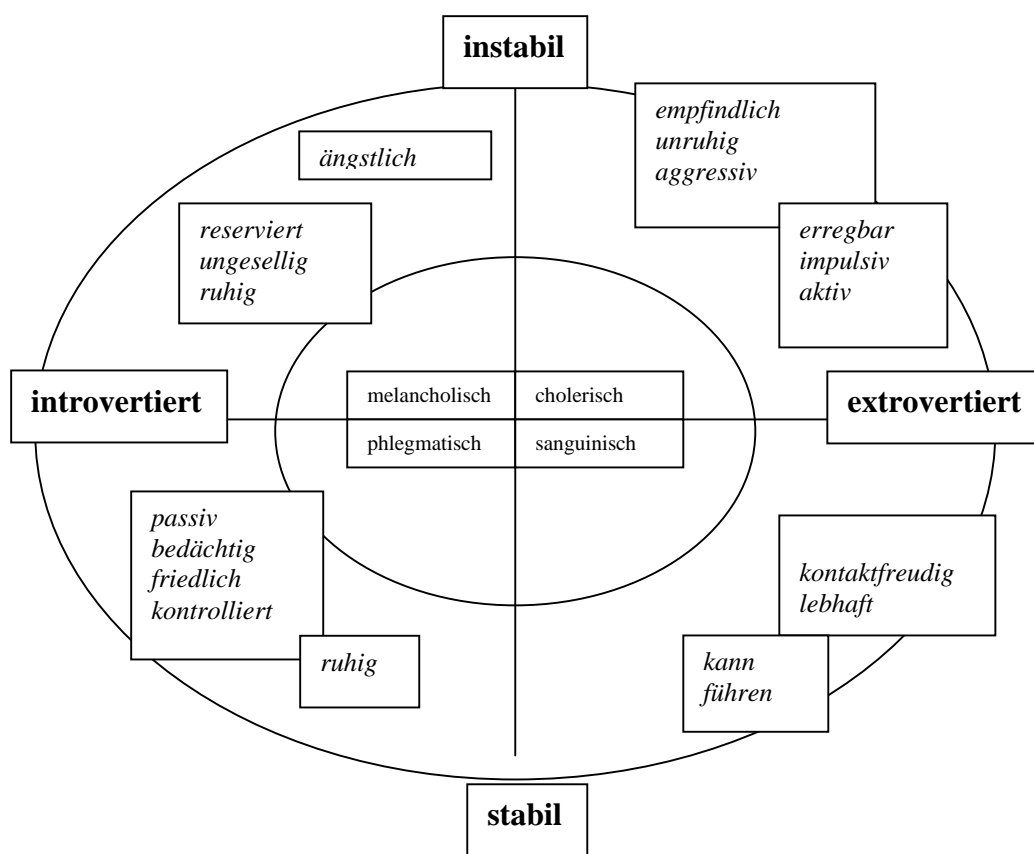 instabil
empfindlich
unruhig
aggressiv
ängstlich
reserviert
ungesellig
ruhig
erregbar
impulsiv
aktiv
introvertiert
melancholisch
cholerisch
extrovertiert
phlegmatisch
sanguinisch
passiv
bedächtig
friedlich
kontrolliert
kontaktfreudig
lebhaft
ruhig
kann
führen
stabil